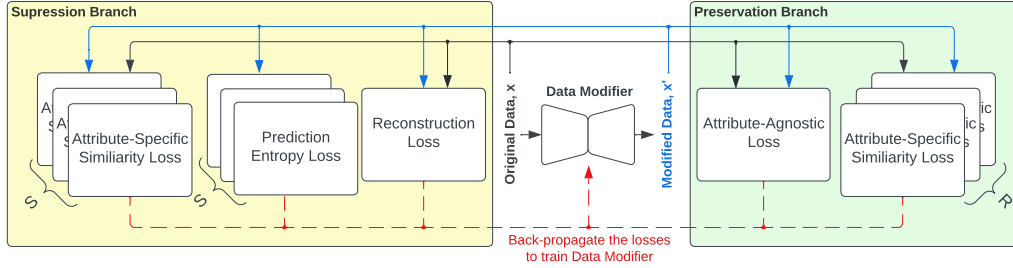 Supression Branch
Preservation Branch
Attribute-Specific
Similiarity Loss
S
Prediction
Entropy Loss
S
Reconstruction
Loss
Original Data, x
Data Modifier
Modified Data, x'
Attribute-Agnostic
Loss
Attribute-Specific
Similiarity Loss
R
Back-propagate the losses
to train Data Modifier